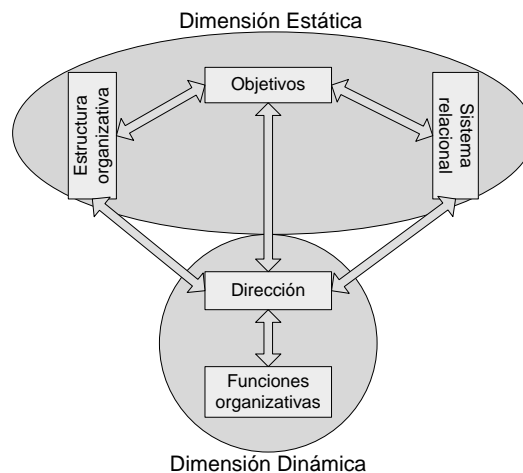 Dimensión Estática
Objetivos
Estructura
organizativa
Sistema
relacional
Dirección
Funciones
organizativas
Dimensión Dinámica